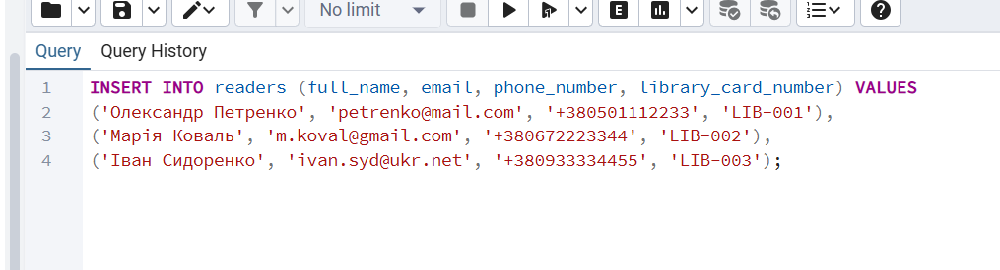 No limit
E
Query Query History
1 INSERT INTO readers (full_name, email, phone_number, library_card_number) VALUES
2 ('Олександр Петренко', 'petrenko@mail.com', '+380501112233', 'LIB-001'),
3 ('Марія Коваль', 'm.koval@gmail.com', '+380672223344', 'LIB-002'),
4 ('Іван Сидоренко', 'ivan.syd@ukr.net', '+380933334455', 'LIB-003');